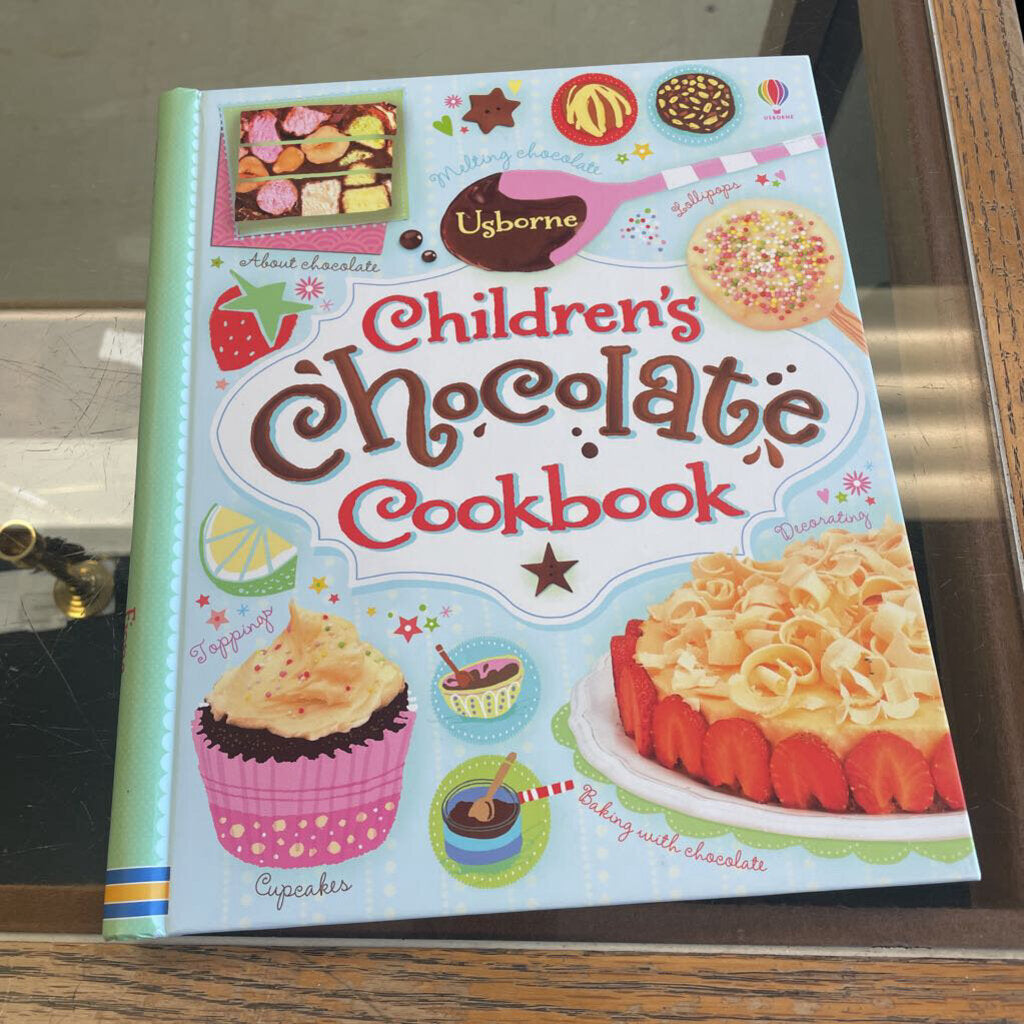 USBORNE
Melting chocolate
Lollipops
Usborne
About chocolate
Children's
Chocolate
Cookbook
Decorating
Toppings
Baking with chocolate
Cupcakes